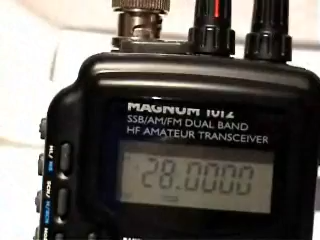 MAGNUM 1012
SSB/AM/FM DUAL BAND
HF AMATEUR TRANSCEIVER
28.0000